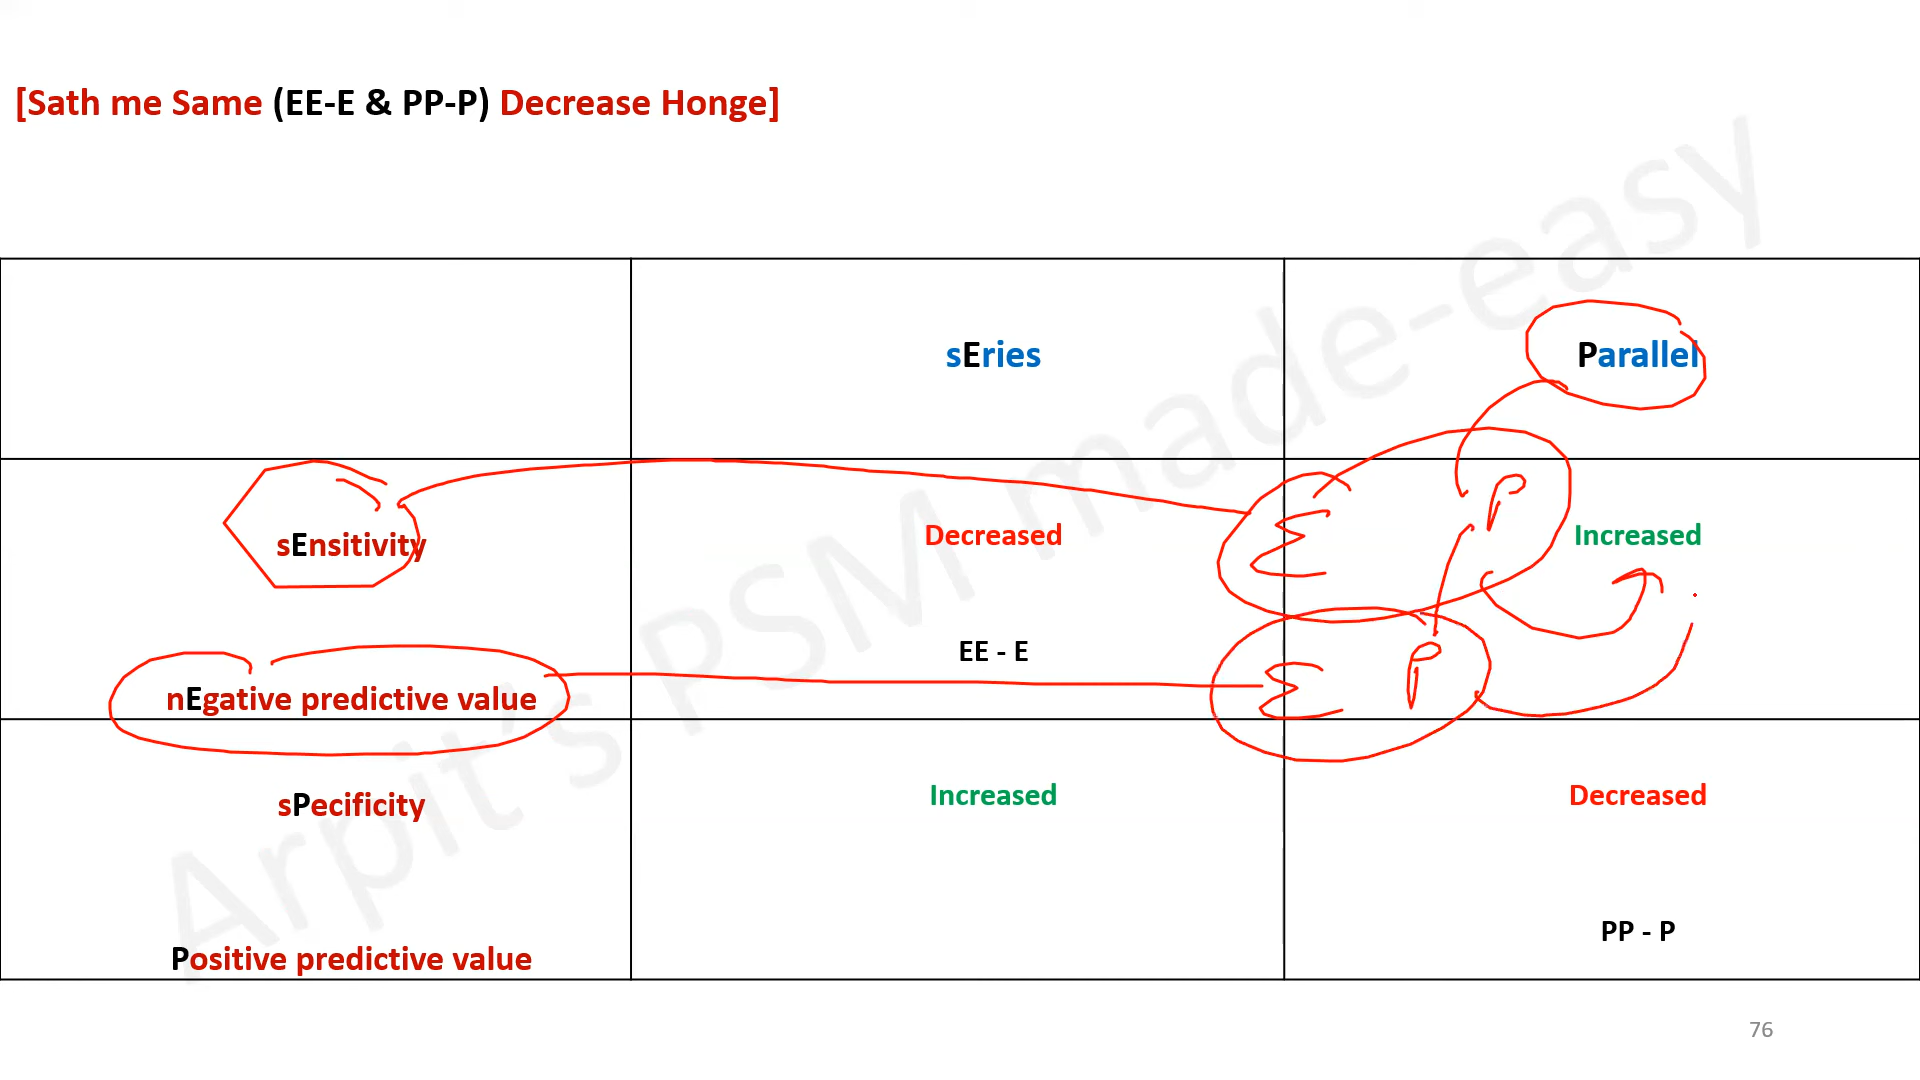 [Sath me Same (EE-E & PP-P) Decrease Honge]
sEries
Parallel
sEnsitivity
Decreased
E P
Increased
EE - E
nEgative predictive value
E P
sPecificity
Increased
Decreased
PP - P
Positive predictive value
Arpit's PSM made-easy
76